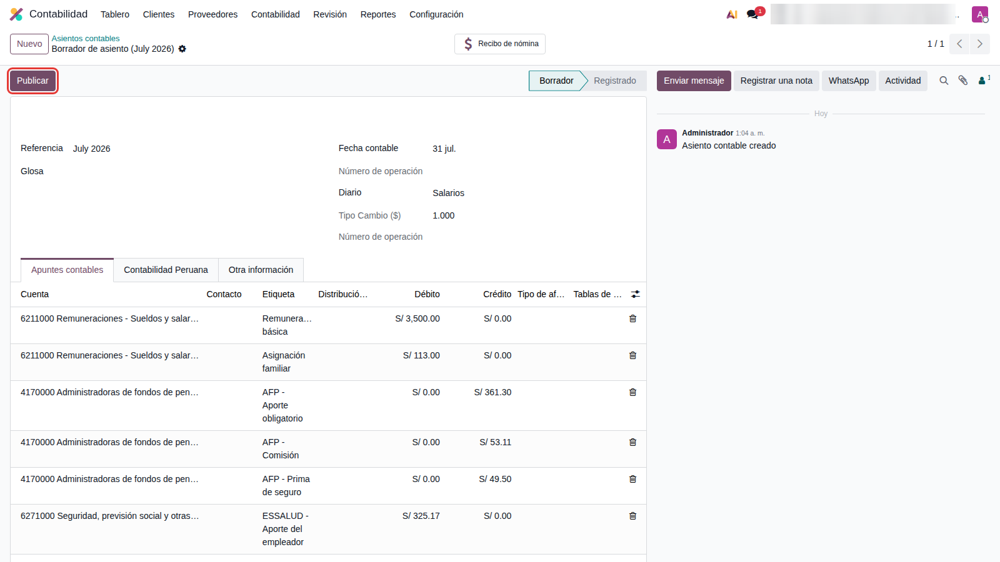 Contabilidad Tablero Clientes Proveedores Contabilidad Revisión Reportes Configuración AI 1 A
Nuevo Asientos contables
Borrador de asiento (July 2026)
Recibo de nómina 1 / 1
Publicar Borrador Registrado Enviar mensaje Registrar una nota WhatsApp Actividad 1
Hoy
A Administrador 1:04 a. m.
Asiento contable creado
Referencia July 2026 Fecha contable 31 jul.
Glosa Número de operación
Diario Salarios
Tipo Cambio ($) 1.000
Número de operación
Apuntes contables Contabilidad Peruana Otra información
Cuenta Contacto Etiqueta Distribució… Débito Crédito Tipo de af… Tablas de …
6211000 Remuneraciones - Sueldos y salar… Remunera… S/ 3,500.00 S/ 0.00
básica
6211000 Remuneraciones - Sueldos y salar… Asignación S/ 113.00 S/ 0.00
familiar
4170000 Administradoras de fondos de pen… AFP - S/ 0.00 S/ 361.30
Aporte
obligatorio
4170000 Administradoras de fondos de pen… AFP - S/ 0.00 S/ 53.11
Comisión
4170000 Administradoras de fondos de pen… AFP - Prima S/ 0.00 S/ 49.50
de seguro
6271000 Seguridad, previsión social y otras… ESSALUD - S/ 325.17 S/ 0.00
Aporte del
empleador